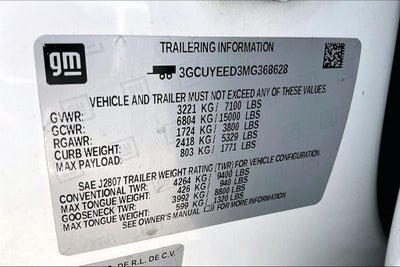 gm
TRAILERING INFORMATION
3GCUYEED3MG368628
VEHICLE AND TRAILER MUST NOT EXCEED ANY OF THESE VALUES.
GVWR: 3221 KG / 7100 LBS
GCWR: 6804 KG / 15000 LBS
RGAWR: 1724 KG / 3800 LBS
CURB WEIGHT: 2418 KG / 5329 LBS
MAX PAYLOAD: 803 KG / 1771 LBS
SAE J2807 TRAILER WEIGHT RATING (TWR) FOR VEHICLE CONFIGURATION.
CONVENTIONAL TWR: 4264 KG / 9400 LBS
MAX TONGUE WEIGHT: 426 KG / 940 LBS
GOOSENECK TWR: 3992 KG / 8800 LBS
MAX TONGUE WEIGHT: 599 KG / 1320 LBS
SEE OWNER'S MANUAL FOR MORE INFORMATION
DE R.L. DE C.V.